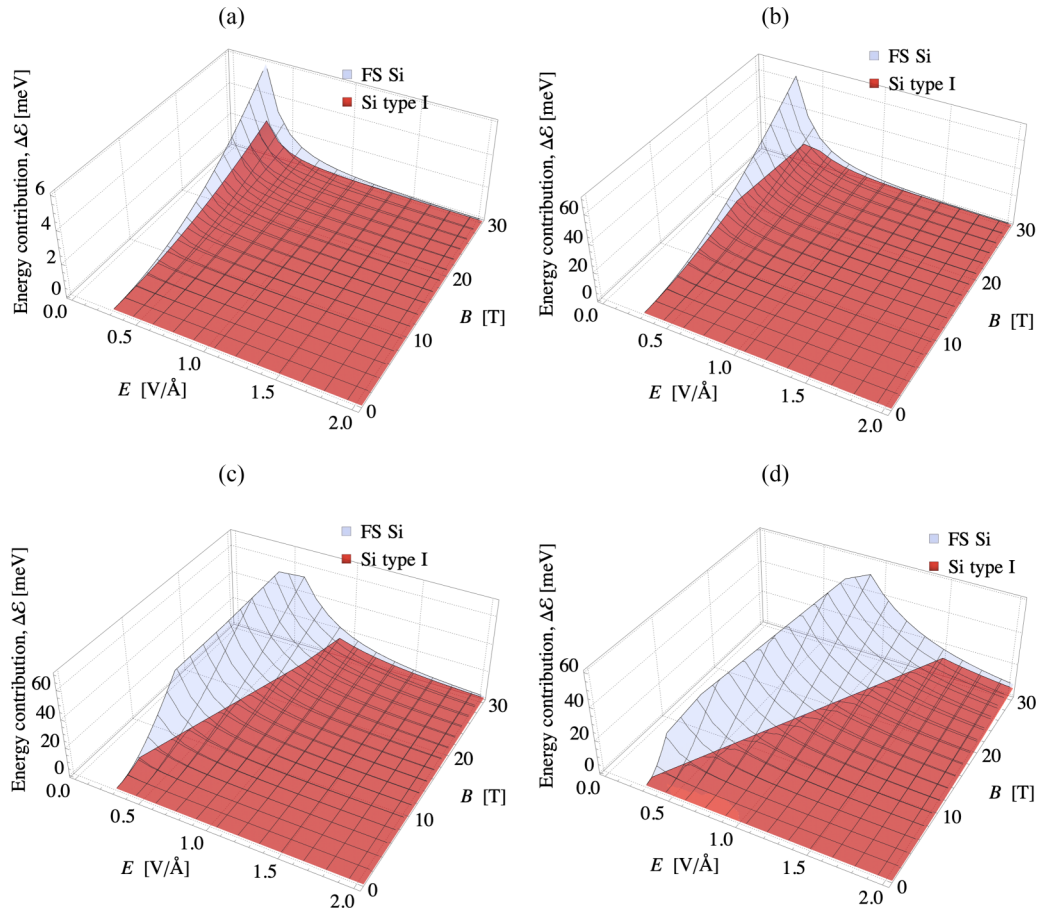 (a)
FS Si
Si type I
Energy contribution, Δℰ [meV]
6
4
2
0
0.0
0.5
1.0
1.5
2.0
E [V/Å]
0
10
20
30
B [T]
(b)
FS Si
Si type I
Energy contribution, Δℰ [meV]
60
40
20
0
0.0
0.5
1.0
1.5
2.0
E [V/Å]
0
10
20
30
B [T]
(c)
FS Si
Si type I
Energy contribution, Δℰ [meV]
60
40
20
0
0.0
0.5
1.0
1.5
2.0
E [V/Å]
0
10
20
30
B [T]
(d)
FS Si
Si type I
Energy contribution, Δℰ [meV]
60
40
20
0
0.0
0.5
1.0
1.5
2.0
E [V/Å]
0
10
20
30
B [T]